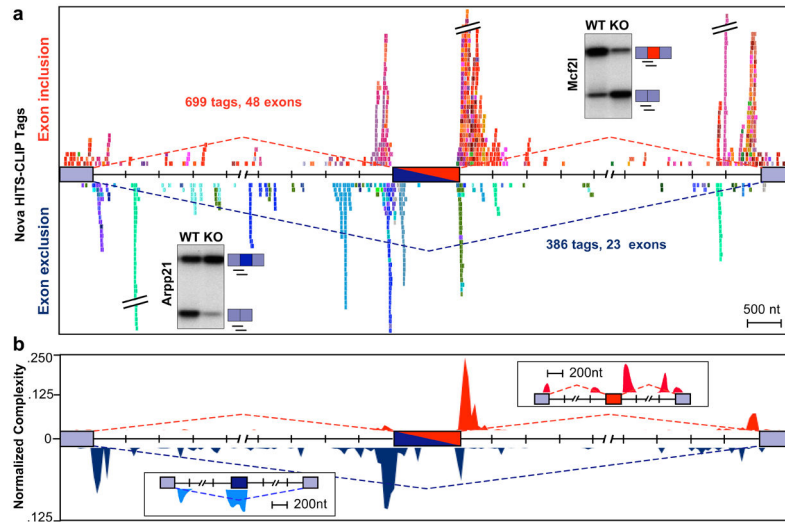 a
Nova HITS-CLIP Tags
Exon inclusion
Exon exclusion
699 tags, 48 exons
WT KO
Mcf2l
WT KO
Arpp21
386 tags, 23 exons
500 nt
b
Normalized Complexity
.250
.125
0
.125
200nt
200nt